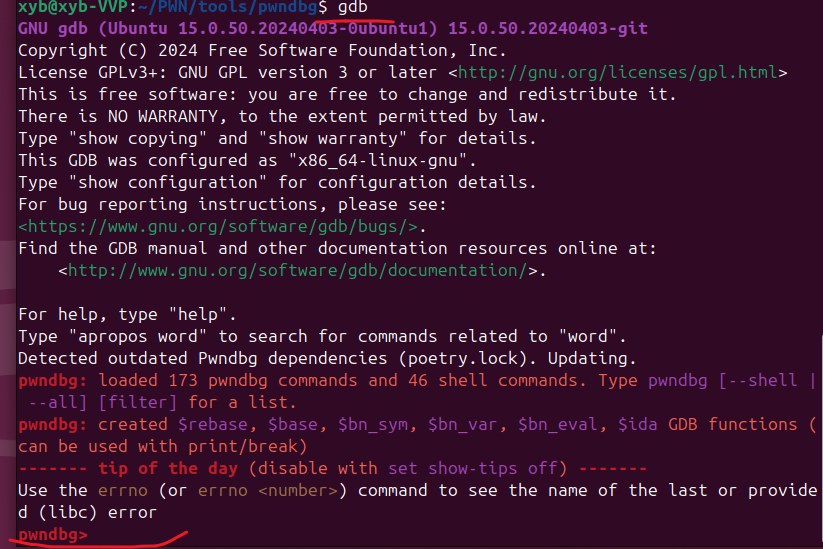 xyb@xyb-VVP:~/PWN/tools/pwndbg$ gdb
GNU gdb (Ubuntu 15.0.50.20240403-0ubuntu1) 15.0.50.20240403-git
Copyright (C) 2024 Free Software Foundation, Inc.
License GPLv3+: GNU GPL version 3 or later <http://gnu.org/licenses/gpl.html>
This is free software: you are free to change and redistribute it.
There is NO WARRANTY, to the extent permitted by law.
Type "show copying" and "show warranty" for details.
This GDB was configured as "x86_64-linux-gnu".
Type "show configuration" for configuration details.
For bug reporting instructions, please see:
<https://www.gnu.org/software/gdb/bugs/>.
Find the GDB manual and other documentation resources online at:
    <http://www.gnu.org/software/gdb/documentation/>.
For help, type "help".
Type "apropos word" to search for commands related to "word".
Detected outdated Pwndbg dependencies (poetry.lock). Updating.
pwndbg: loaded 173 pwndbg commands and 46 shell commands. Type pwndbg [--shell |
 --all] [filter] for a list.
pwndbg: created $rebase, $base, $bn_sym, $bn_var, $bn_eval, $ida GDB functions (
can be used with print/break)
------- tip of the day (disable with set show-tips off) -------
Use the errno (or errno <number>) command to see the name of the last or provide
d (libc) error
pwndbg>